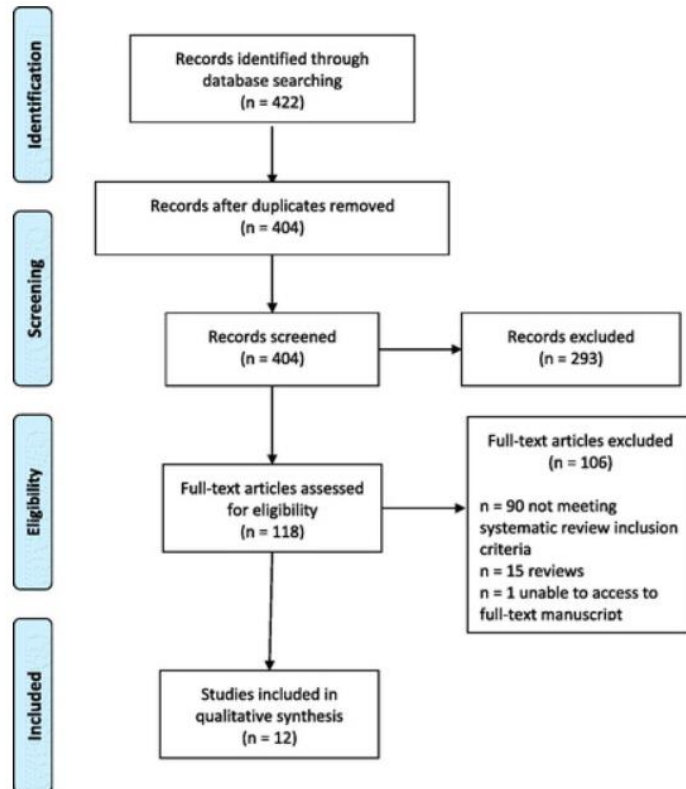 Identification
Records identified through
database searching
(n = 422)
Records after duplicates removed
(n = 404)
Screening
Records screened
(n = 404)
Records excluded
(n = 293)
Eligibility
Full-text articles assessed
for eligibility
(n = 118)
Full-text articles excluded
(n = 106)
n = 90 not meeting
systematic review inclusion
criteria
n = 15 reviews
n = 1 unable to access to
full-text manuscript
Included
Studies included in
qualitative synthesis
(n = 12)